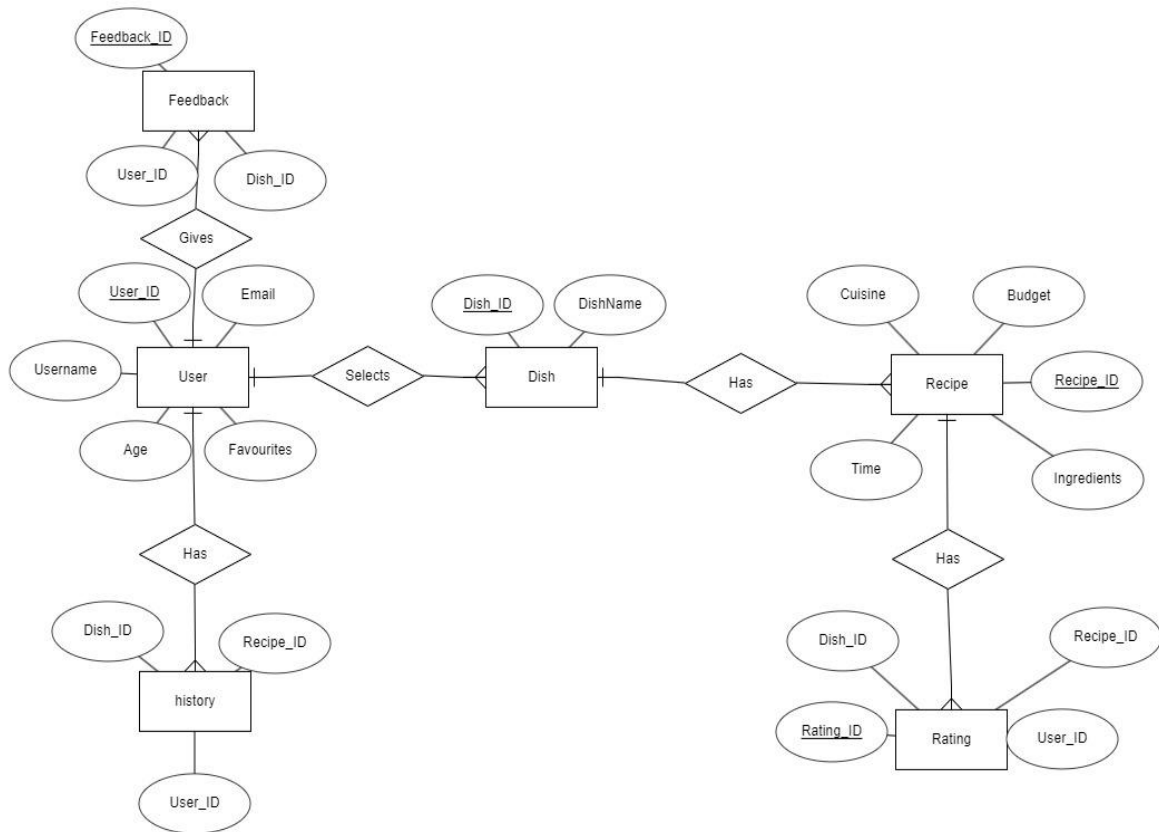 Feedback_ID
Feedback
User_ID
Dish_ID
Gives
User_ID
Email
Username
User
Age
Favourites
Selects
Dish_ID
DishName
Dish
Has
Cuisine
Budget
Recipe
Recipe_ID
Time
Ingredients
Has
Dish_ID
Recipe_ID
history
User_ID
Has
Dish_ID
Recipe_ID
Rating_ID
Rating
User_ID